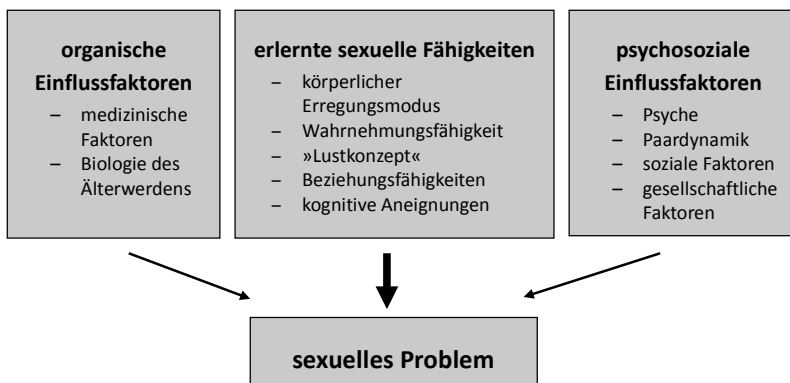 organische
Einflussfaktoren
– medizinische
Faktoren
– Biologie des
Älterwerdens
erlernte sexuelle Fähigkeiten
– körperlicher
Erregungsmodus
– Wahrnehmungsfähigkeit
– »Lustkonzept«
– Beziehungsfähigkeiten
– kognitive Aneignungen
psychosoziale
Einflussfaktoren
– Psyche
– Paardynamik
– soziale Faktoren
– gesellschaftliche
Faktoren
sexuelles Problem